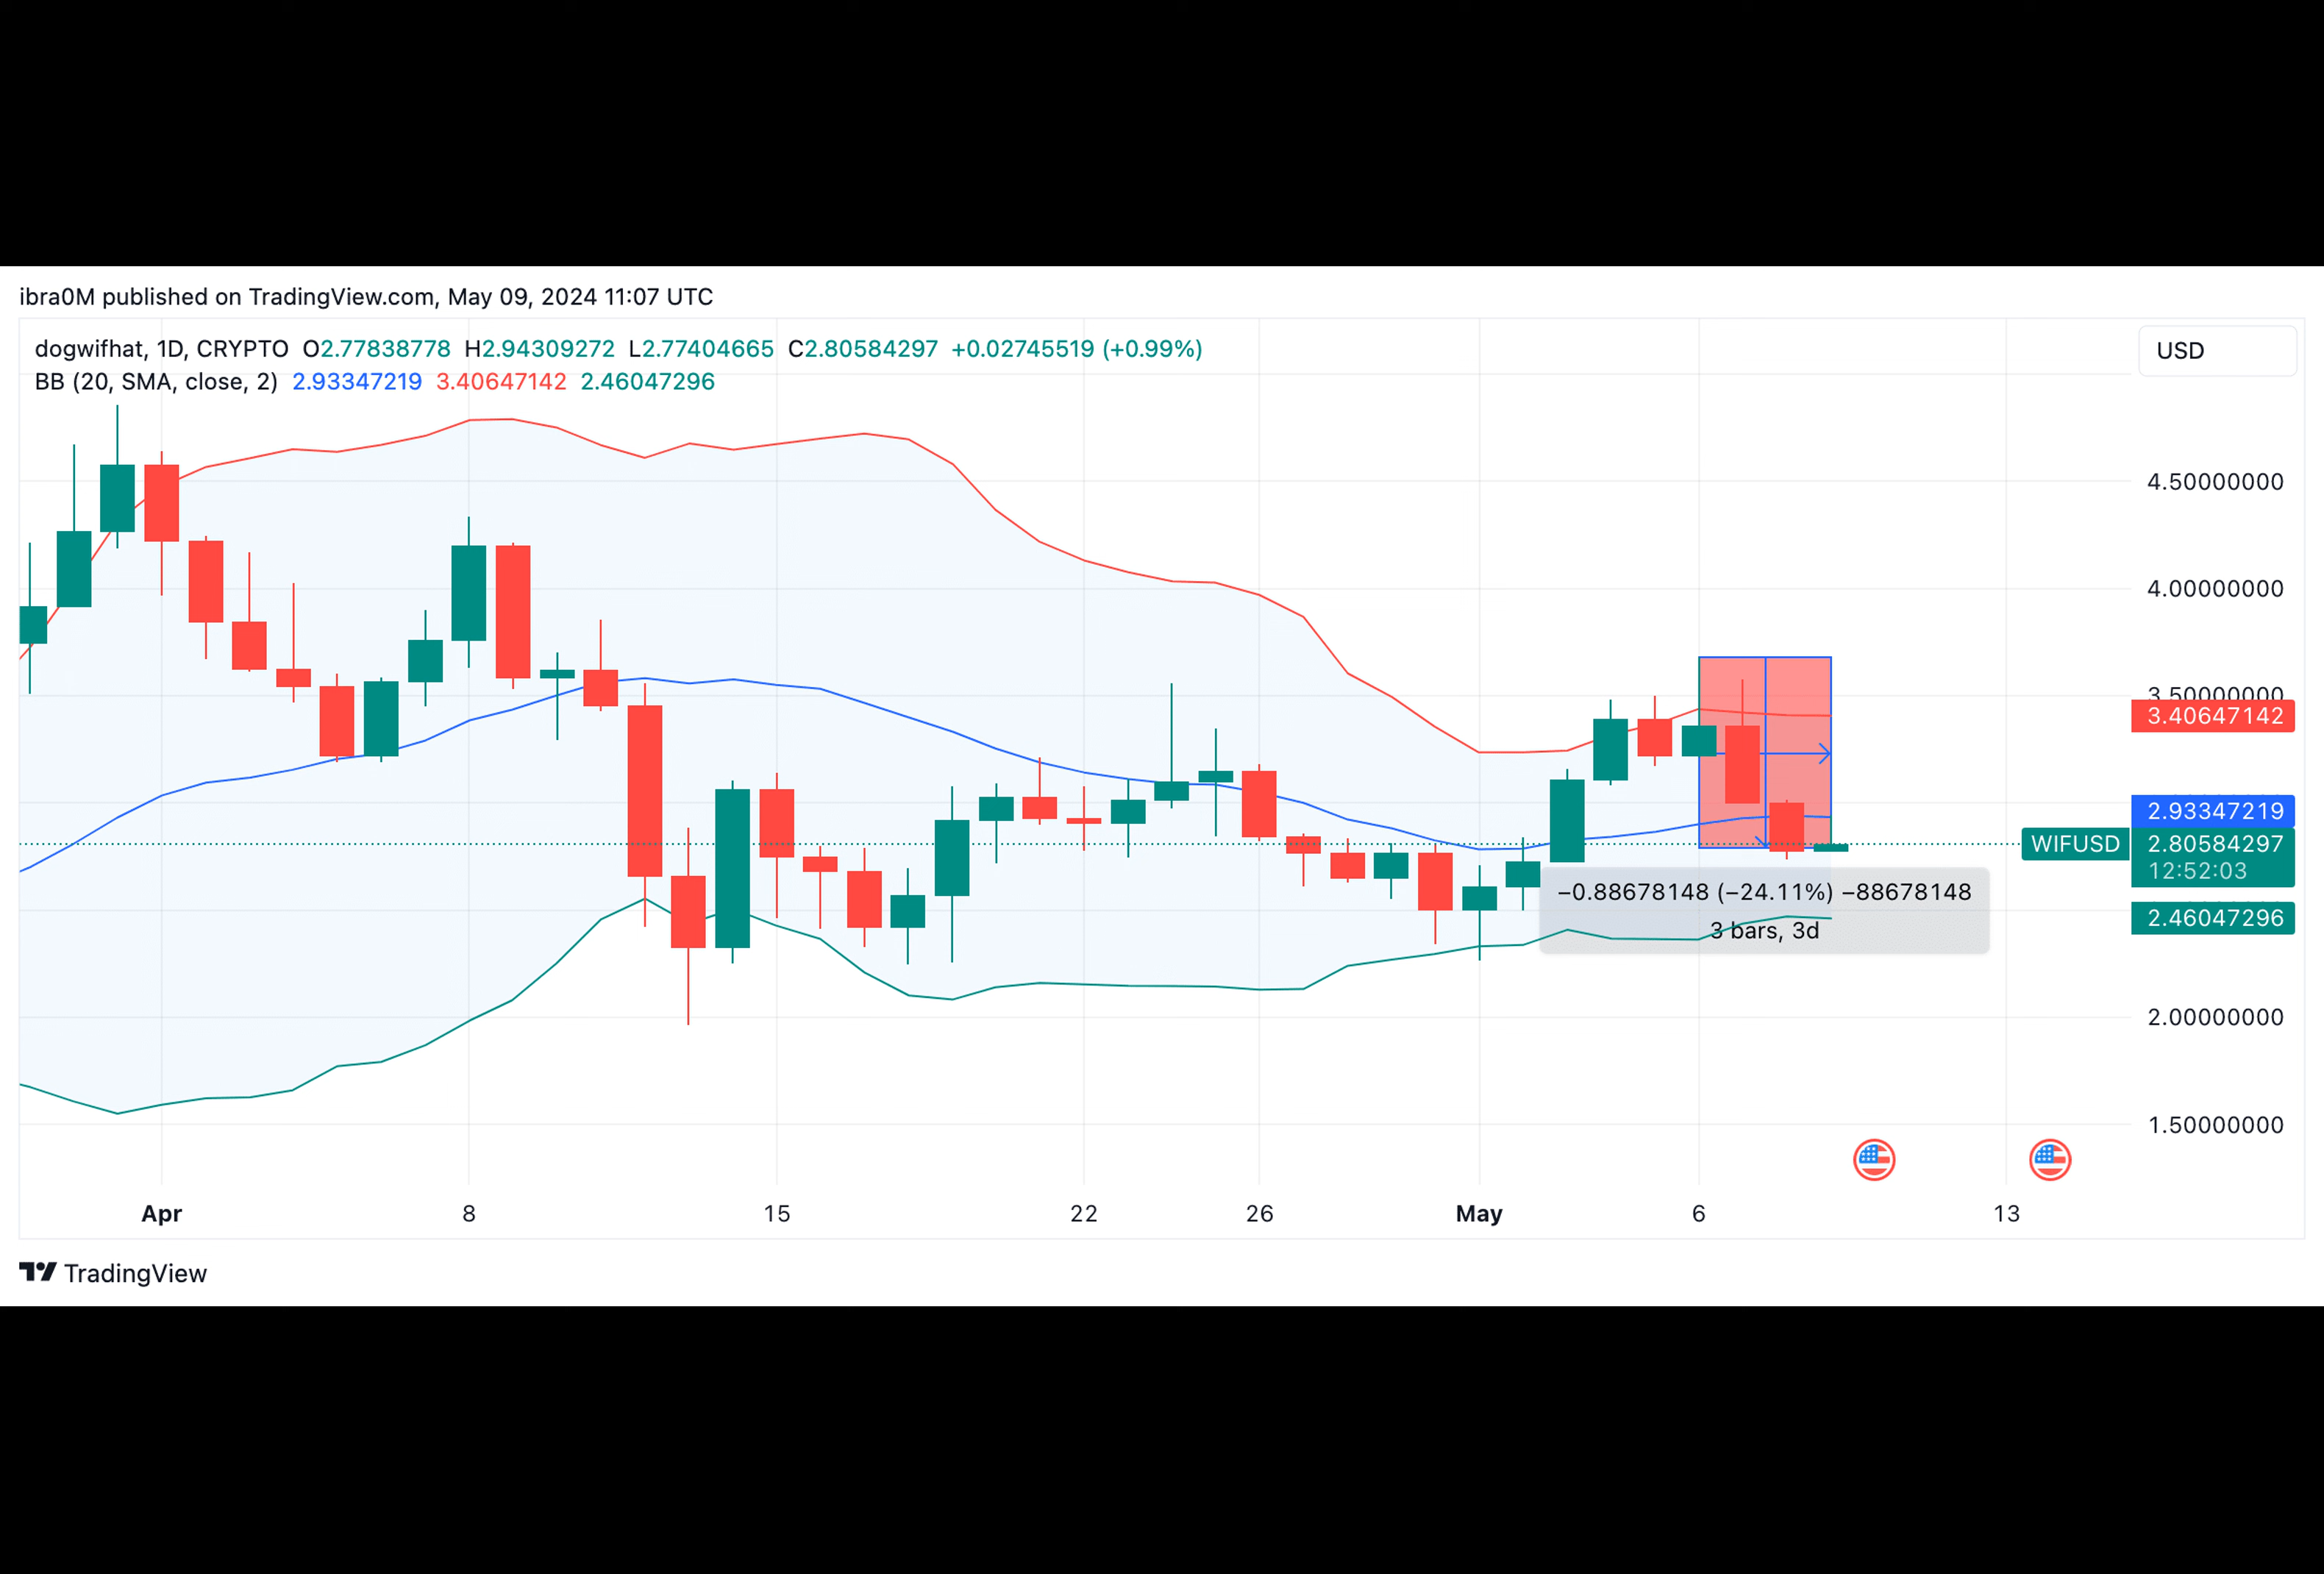 ibra0M published on TradingView.com, May 09, 2024 11:07 UTC
dogwifhat, 1D, CRYPTO O2.77838778 H2.94309272 L2.77404665 C2.80584297 +0.02745519 (+0.99%)
BB (20, SMA, close, 2) 2.93347219 3.40647142 2.46047296
USD
4.50000000
4.00000000
3.50000000
3.40647142
2.93347219
WIFUSD 2.80584297
12:52:03
−0.88678148 (−24.11%) −88678148
2.46047296
3 bars, 3d
2.00000000
1.50000000
Apr 8 15 22 26 May 6 13
TradingView